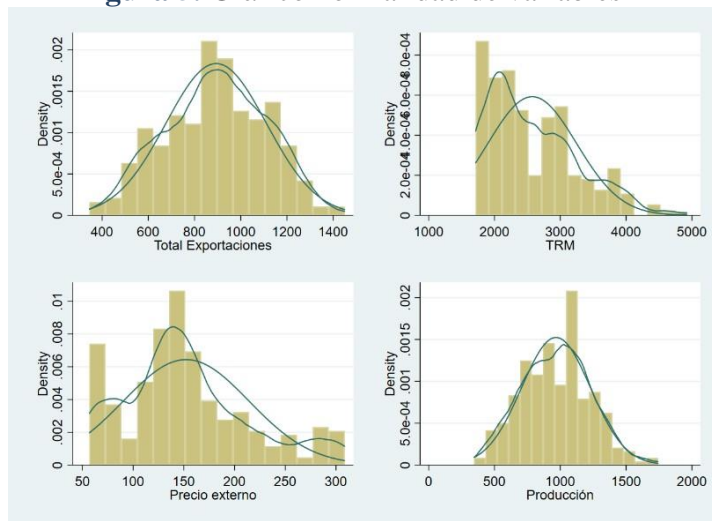 Density
0 5.0e-04 .001 .0015 .002
400 600 800 1000 1200 1400
Total Exportaciones
Density
0 2.0e-04 4.0e-04 6.0e-04 8.0e-04
1000 2000 3000 4000 5000
TRM
Density
0 .002 .004 .006 .008 .01
50 100 150 200 250 300
Precio externo
Density
0 5.0e-04 .001 .0015 .002
0 500 1000 1500 2000
Producción